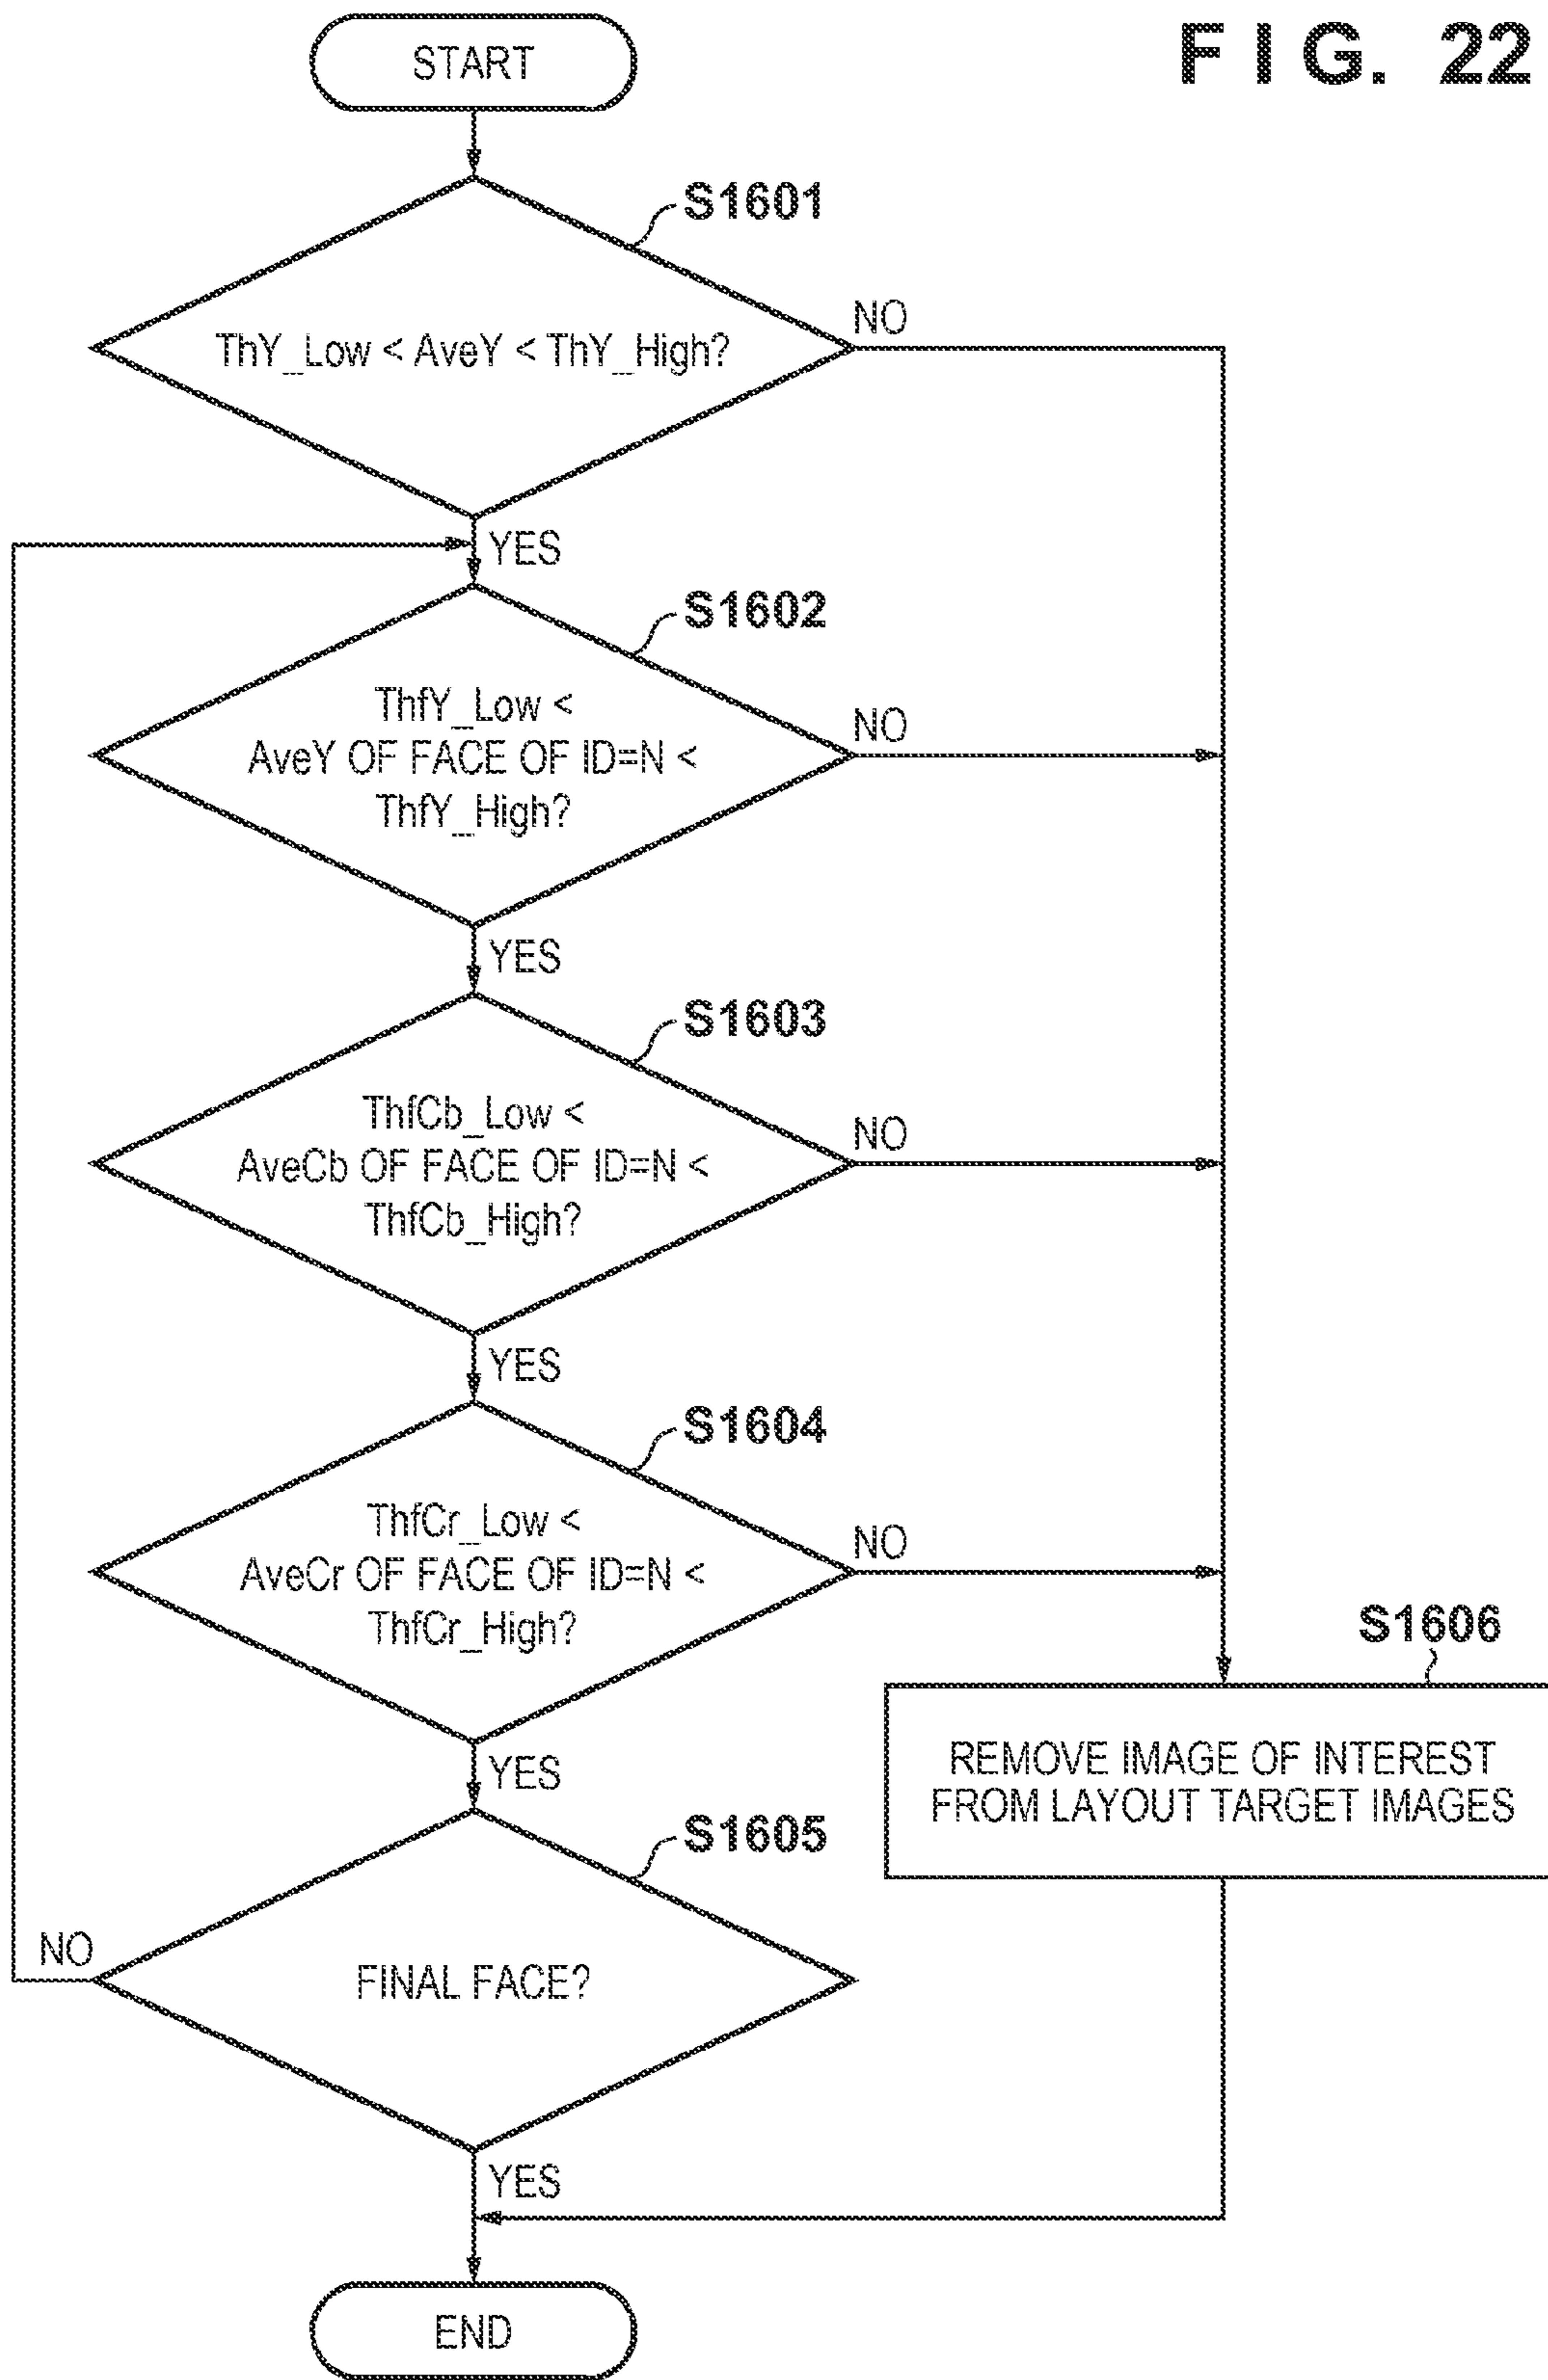 FIG. 22
START
S1601
ThY_Low < AveY < ThY_High?
NO
YES
S1602
ThfY_Low <
AveY OF FACE OF ID=N <
ThfY_High?
NO
YES
S1603
ThfCb_Low <
AveCb OF FACE OF ID=N <
ThfCb_High?
NO
YES
S1604
ThfCr_Low <
AveCr OF FACE OF ID=N <
ThfCr_High?
NO
YES
S1606
REMOVE IMAGE OF INTEREST
FROM LAYOUT TARGET IMAGES
S1605
FINAL FACE?
NO
YES
END